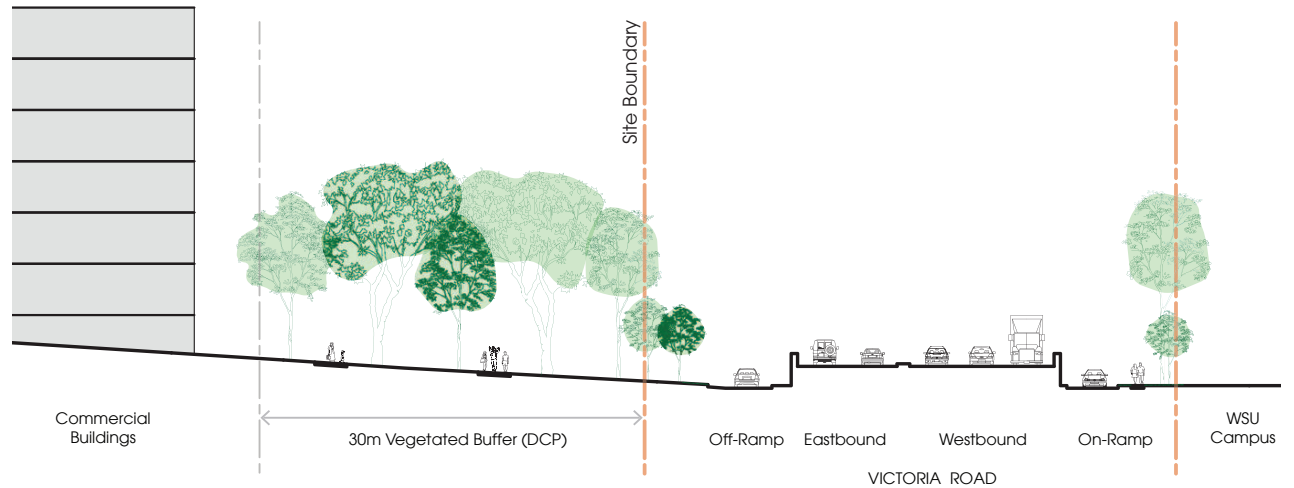 Site Boundary
Commercial
Buildings
30m Vegetated Buffer (DCP)
Off-Ramp
Eastbound
Westbound
On-Ramp
WSU
Campus
VICTORIA ROAD